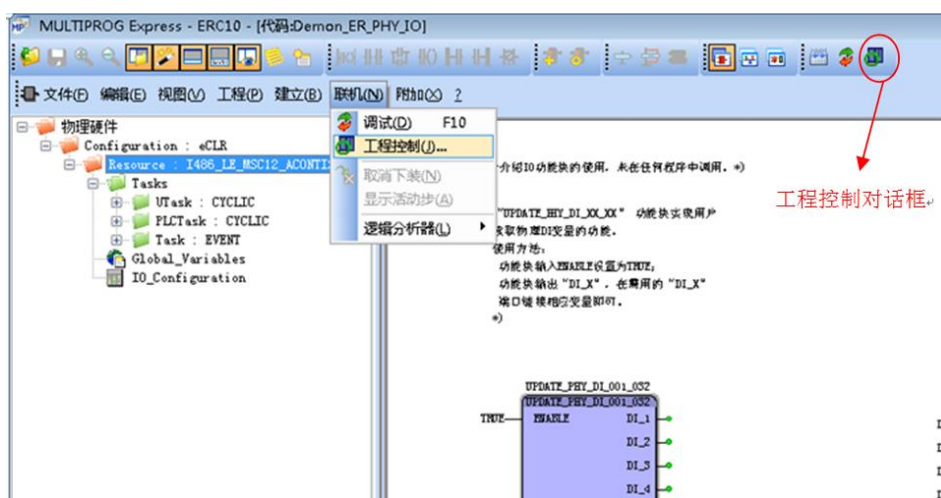 MULTIPROG Express - ERC10 - [代码:Demon_ER_PHY_IO]
文件(F) 编辑(E) 视图(V) 工程(P) 建立(B) 联机(N) 附加(X) ?
调试(D) F10
工程控制(J)...
取消下装(N)
显示活动步(A)
逻辑分析器(L)
物理硬件
Configuration : eCLR
Resource : I486_LE_MSC12_ACONTI
Tasks
UTask : CYCLIC
PLCTask : CYCLIC
Task : EVENT
Global_Variables
IO_Configuration
介绍IO功能块的使用，未在任何程序中调用。*)
工程控制对话框
"UPDATE_PHY_DI_XX_XX" 功能块实现用户
读取物理DI变量的功能。
使用方法：
功能块输入ENABLE设置为TRUE;
功能块输出 "DI_X"，在需用的 "DI_X"
端口链接相应变量即可。
*)
UPDATE_PHY_DI_001_032
UPDATE_PHY_DI_001_032
TRUE ENABLE DI_1
DI_2
DI_3
DI_4